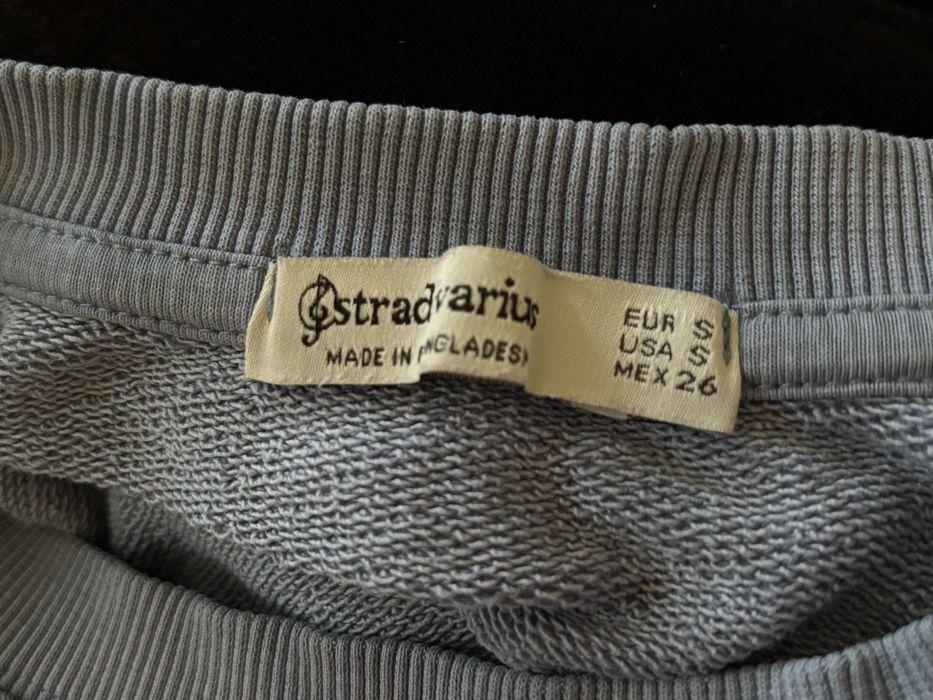 stradivarius
MADE IN BANGLADESH
EUR S
USA S
MEX 26